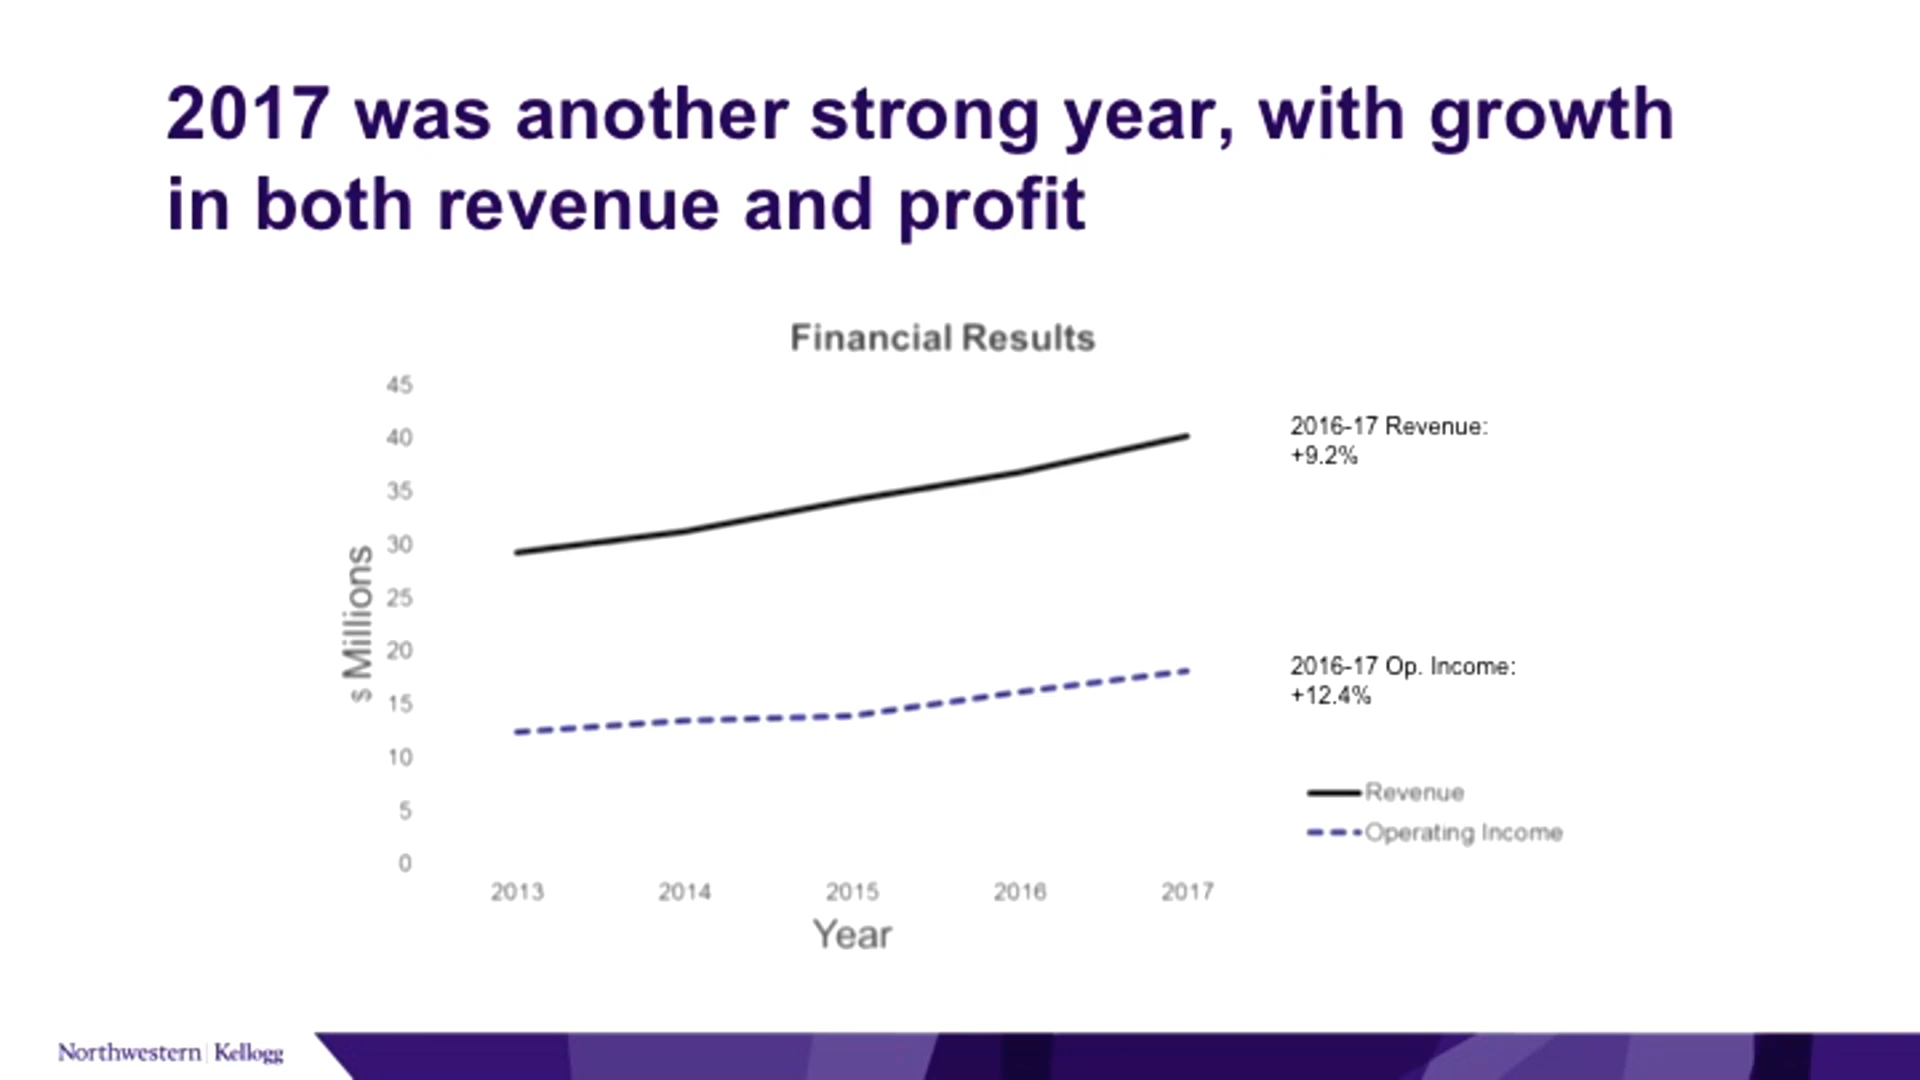 2017 was another strong year, with growth
in both revenue and profit
Financial Results
45
40
35
30
25
20
15
10
5
0
$ Millions
2013 2014 2015 2016 2017
Year
2016-17 Revenue:
+9.2%
2016-17 Op. Income:
+12.4%
Revenue
Operating Income
Northwestern | Kellogg